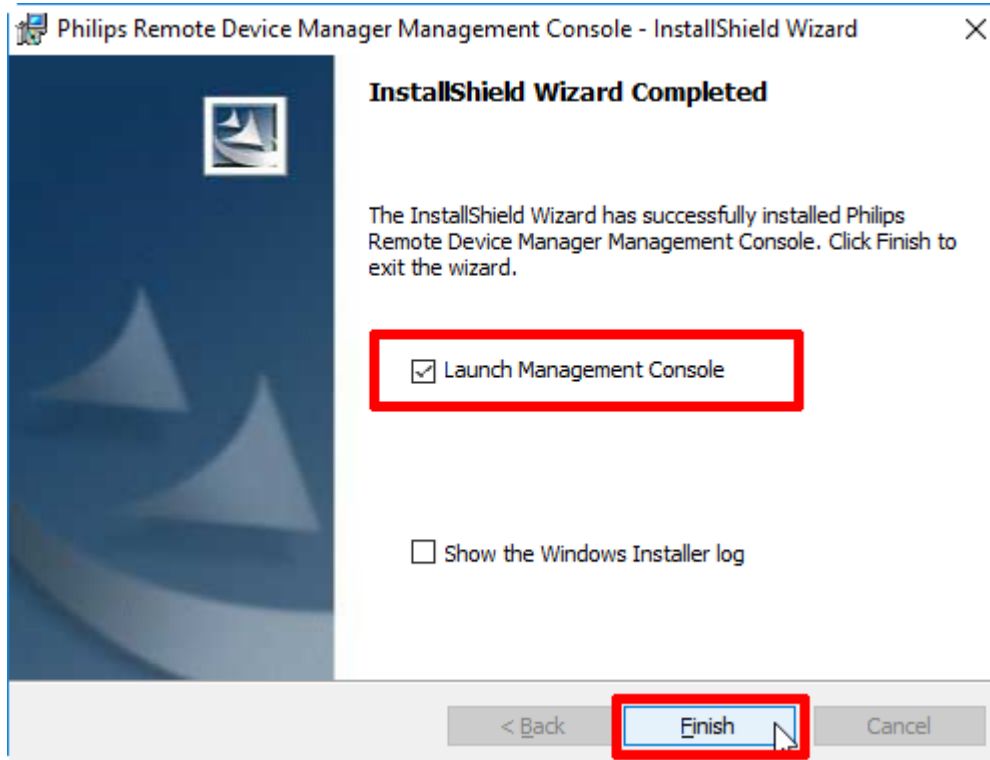 Philips Remote Device Manager Management Console - InstallShield Wizard
InstallShield Wizard Completed
The InstallShield Wizard has successfully installed Philips
Remote Device Manager Management Console. Click Finish to
exit the wizard.
Launch Management Console
Show the Windows Installer log
< Back
Finish
Cancel